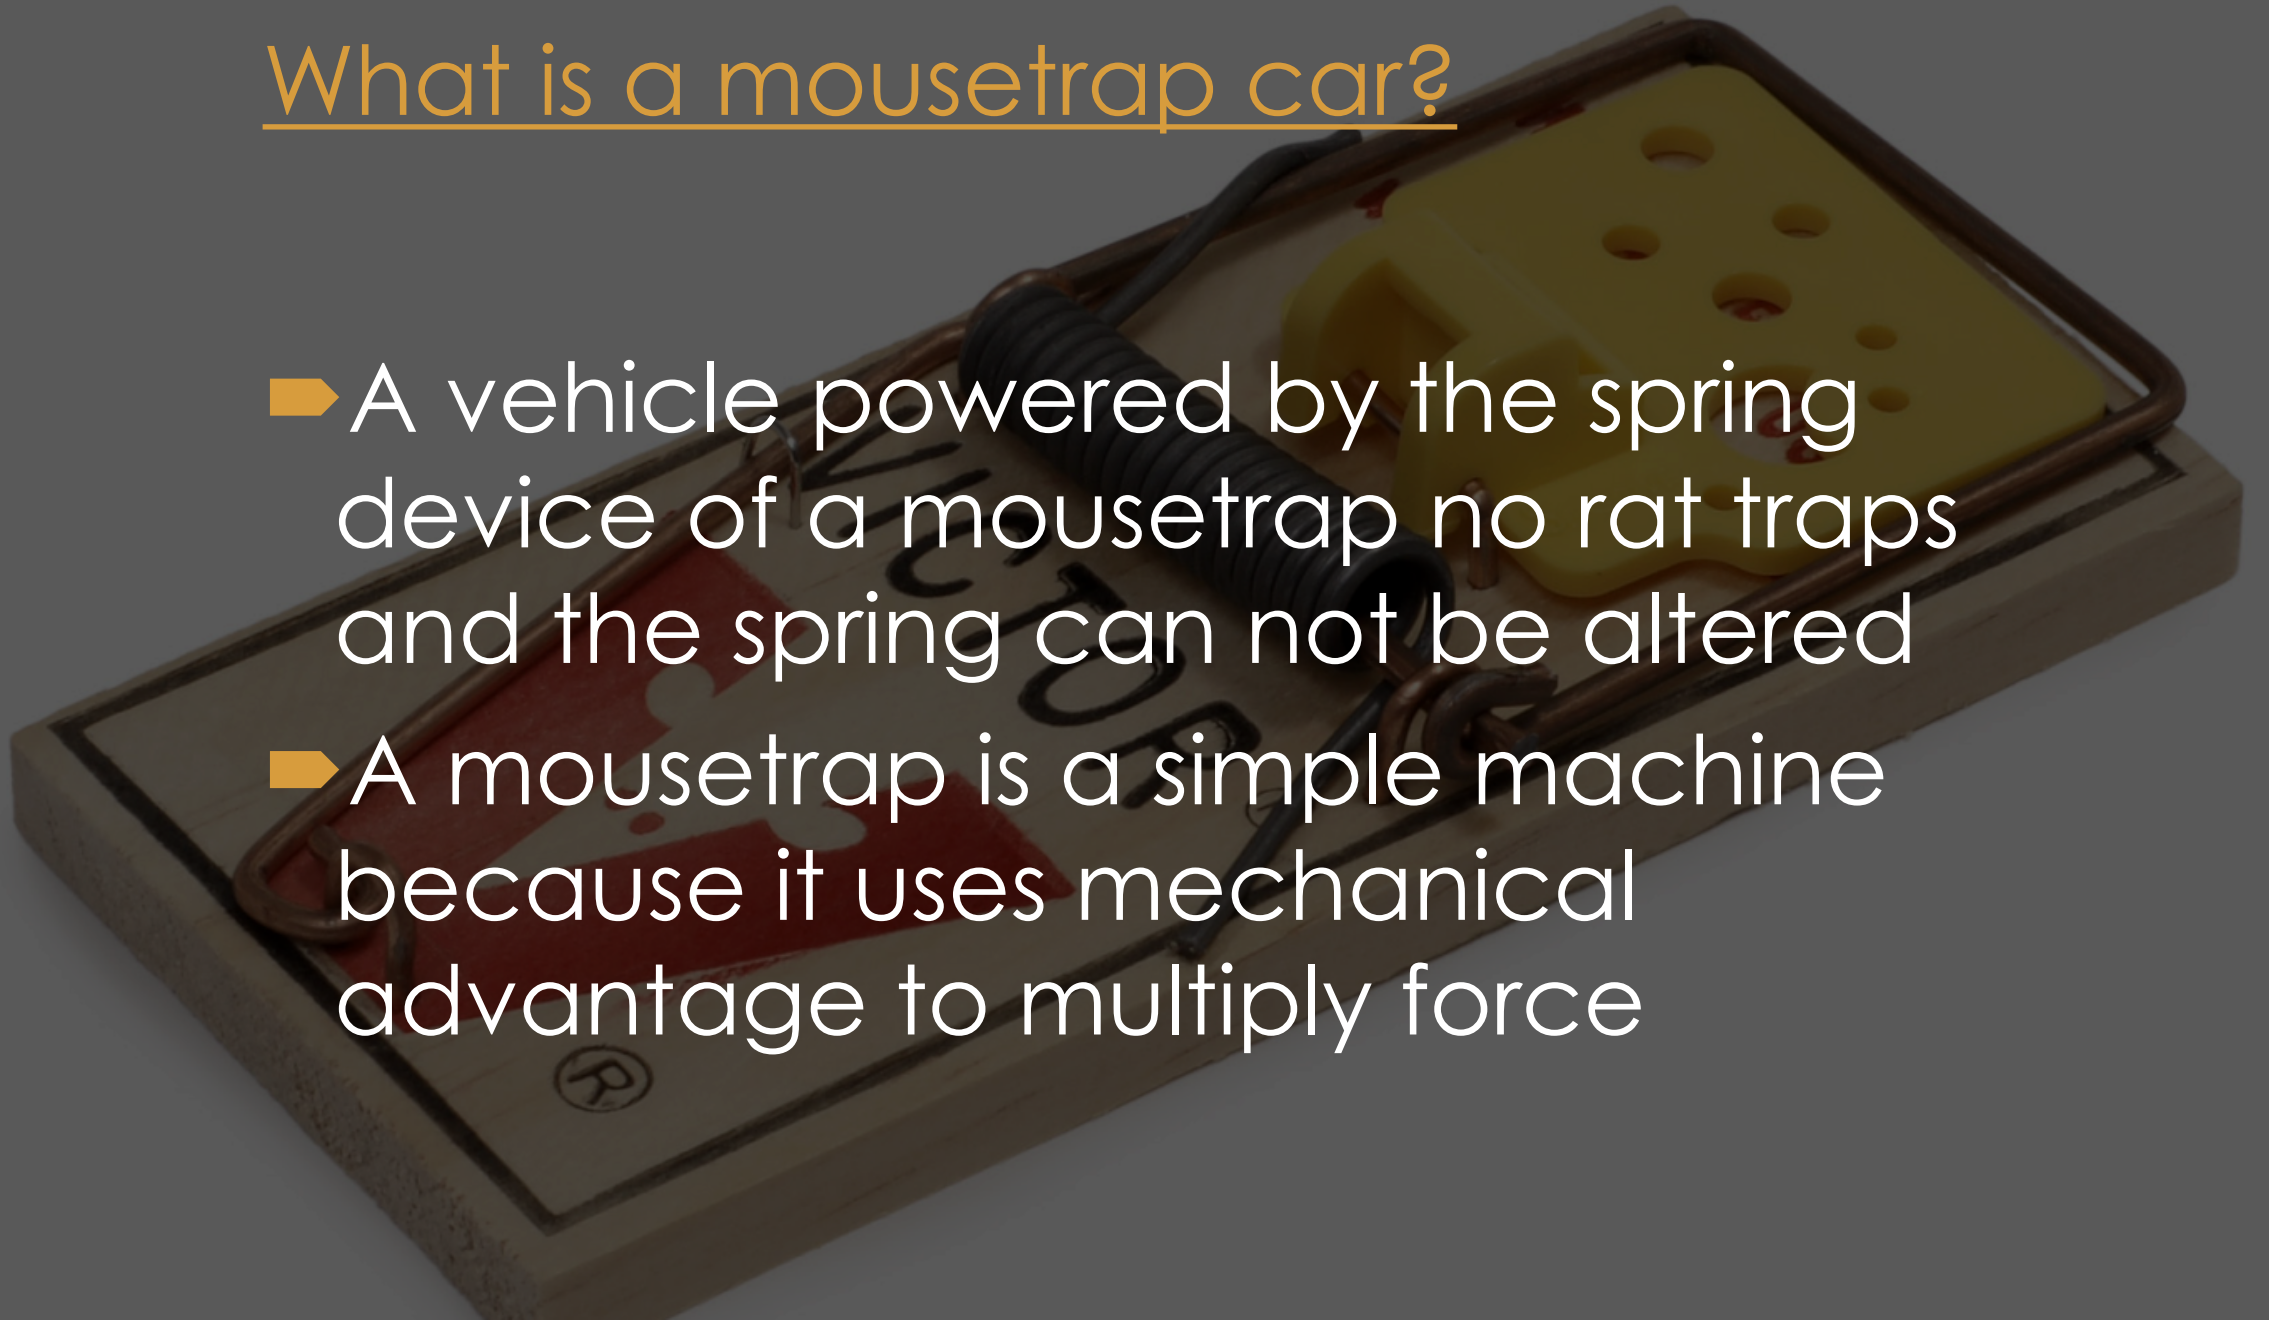 What is a mousetrap car?
A vehicle powered by the spring
device of a mousetrap no rat traps
and the spring can not be altered
A mousetrap is a simple machine
because it uses mechanical
advantage to multiply force
VICTOR
®